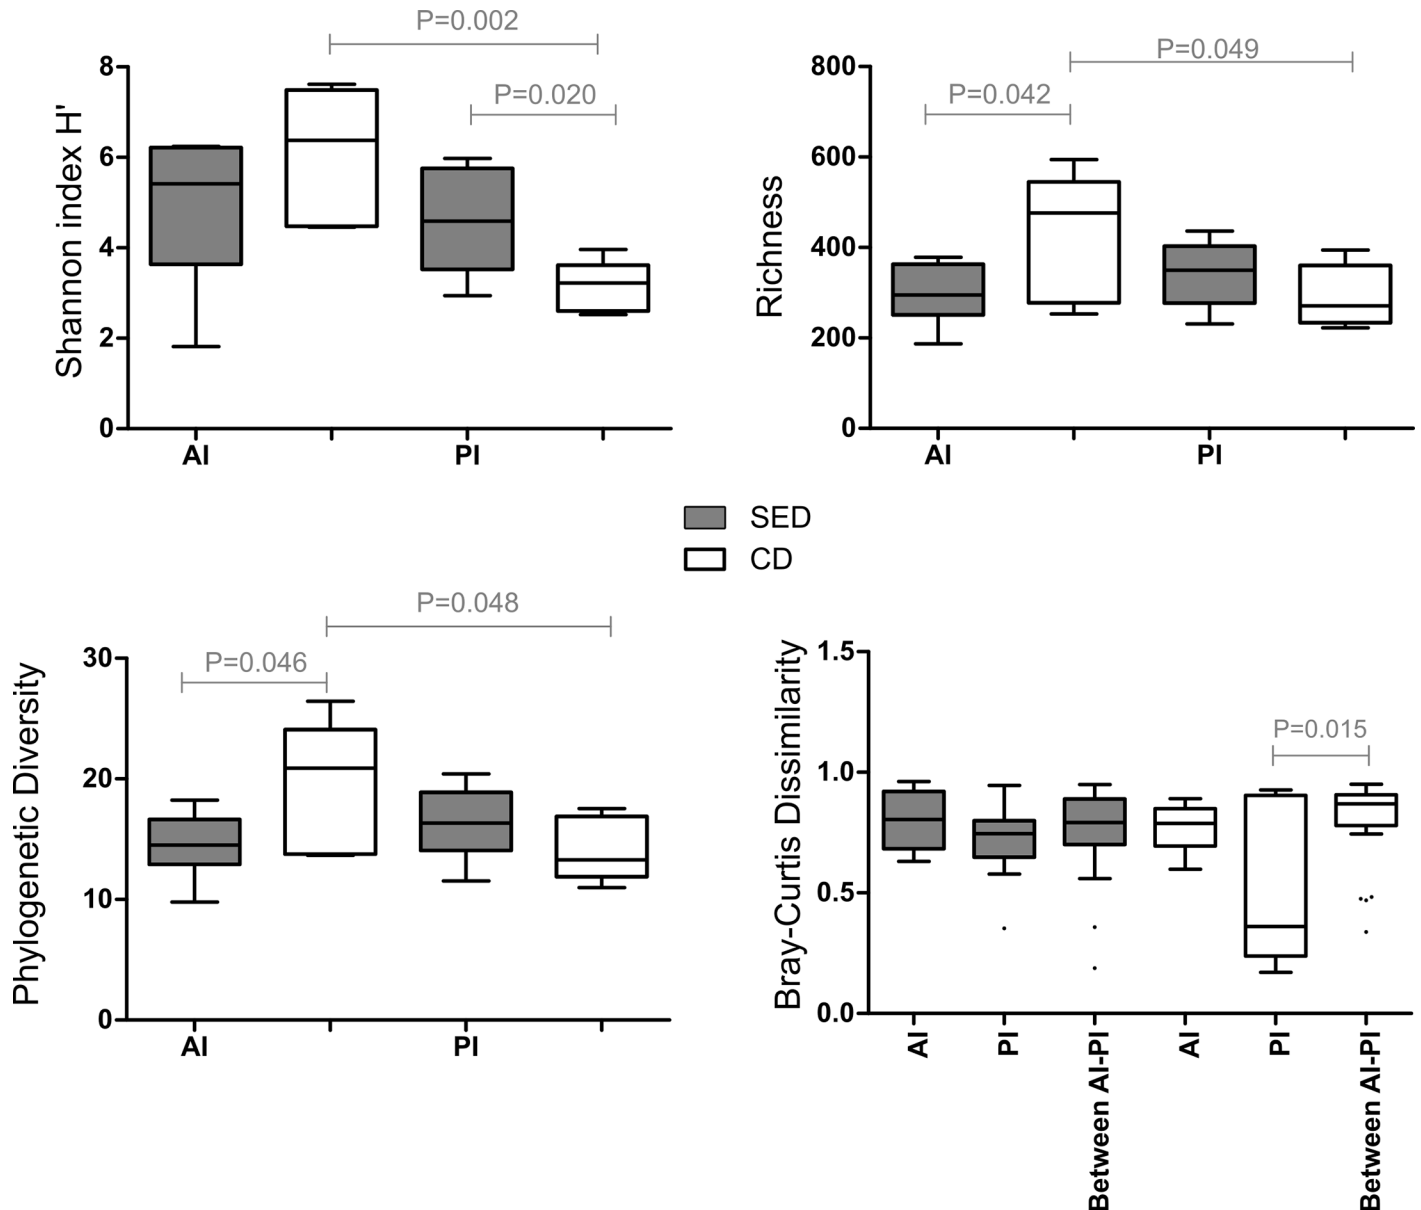 P=0.002
P=0.020
Shannon index H'
8
6
4
2
0
AI
PI
P=0.049
P=0.042
Richness
800
600
400
200
0
AI
PI
SED
CD
P=0.048
P=0.046
Phylogenetic Diversity
30
20
10
0
AI
PI
P=0.015
Bray-Curtis Dissimilarity
1.5
1.0
0.5
0.0
AI
PI
Between AI-PI
AI
PI
Between AI-PI